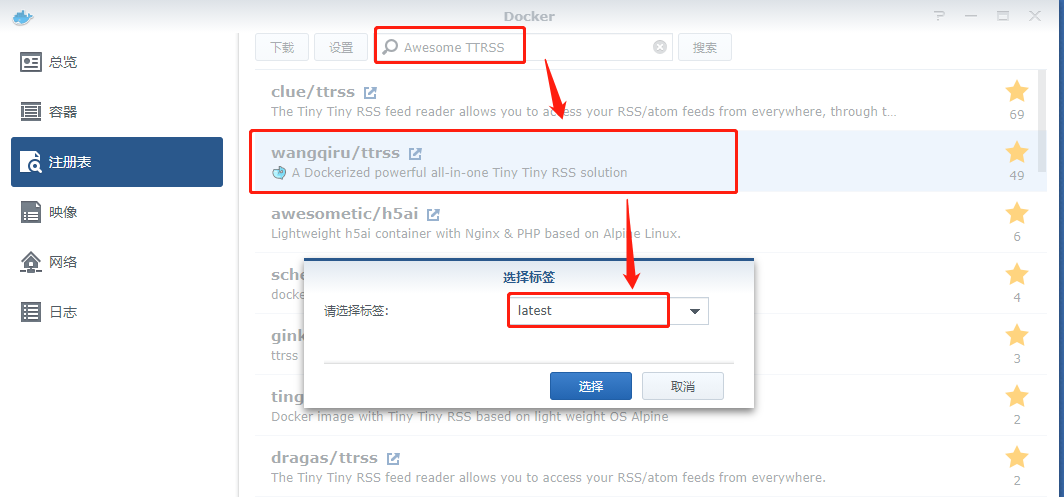 Docker
总览
容器
注册表
映像
网络
日志
下载
设置
Awesome TTRSS
搜索
clue/ttrss
The Tiny Tiny RSS feed reader allows you to access your RSS/atom feeds from everywhere, through t...
69
wangqiru/ttrss
A Dockerized powerful all-in-one Tiny Tiny RSS solution
49
awesometic/h5ai
Lightweight h5ai container with Nginx & PHP based on Alpine Linux.
6
4
ttrss
3
Docker image with Tiny Tiny RSS based on light weight OS Alpine
2
dragas/ttrss
The Tiny Tiny RSS feed reader allows you to access your RSS/atom feeds from everywhere.
2
选择标签
请选择标签:
latest
选择
取消